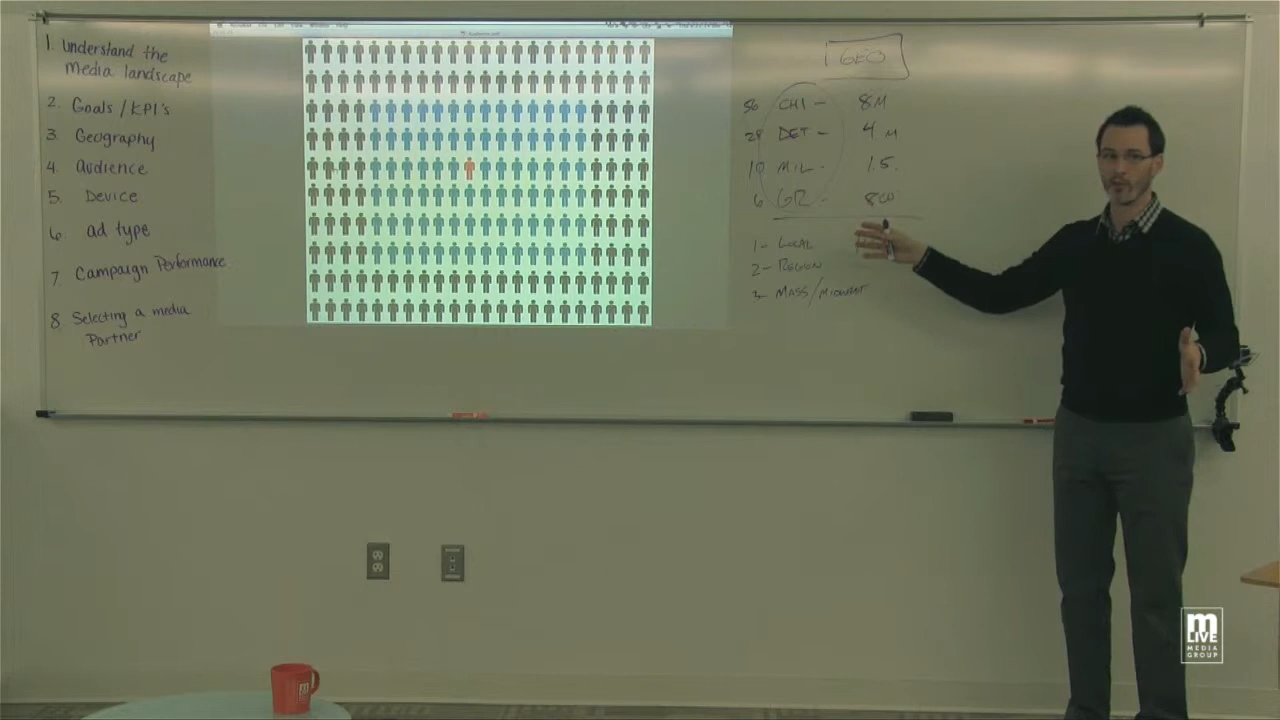 1. Understand the
Media landscape
2. Goals/KPI's
3. Geography
4. Audience
5. Device
6. ad type
7 Campaign Performance
8 Selecting a media
Partner
GEO
56 CHI - 8M
28 DET - 4M
10 MIL - 1.5.
6 GR - 800
1- LOCAL
2- REGION
3- MASS/MIDWEST
m
LIVE
MEDIA
GROUP
m